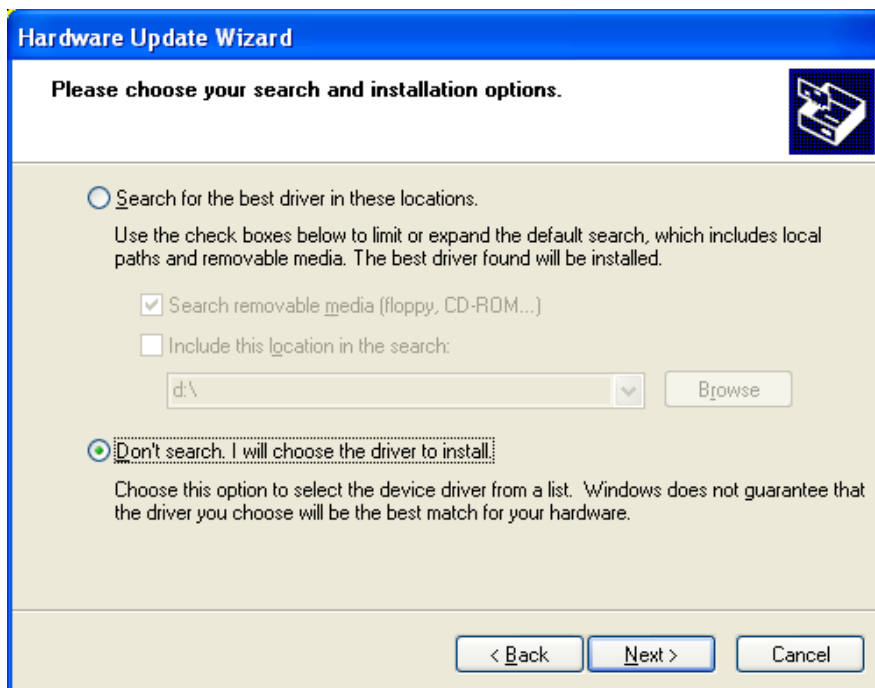 Hardware Update Wizard
Please choose your search and installation options.
Search for the best driver in these locations.
Use the check boxes below to limit or expand the default search, which includes local
paths and removable media. The best driver found will be installed.
Search removable media (floppy, CD-ROM...)
Include this location in the search:
d:\
Browse
Don't search. I will choose the driver to install.
Choose this option to select the device driver from a list. Windows does not guarantee that
the driver you choose will be the best match for your hardware.
< Back Next > Cancel